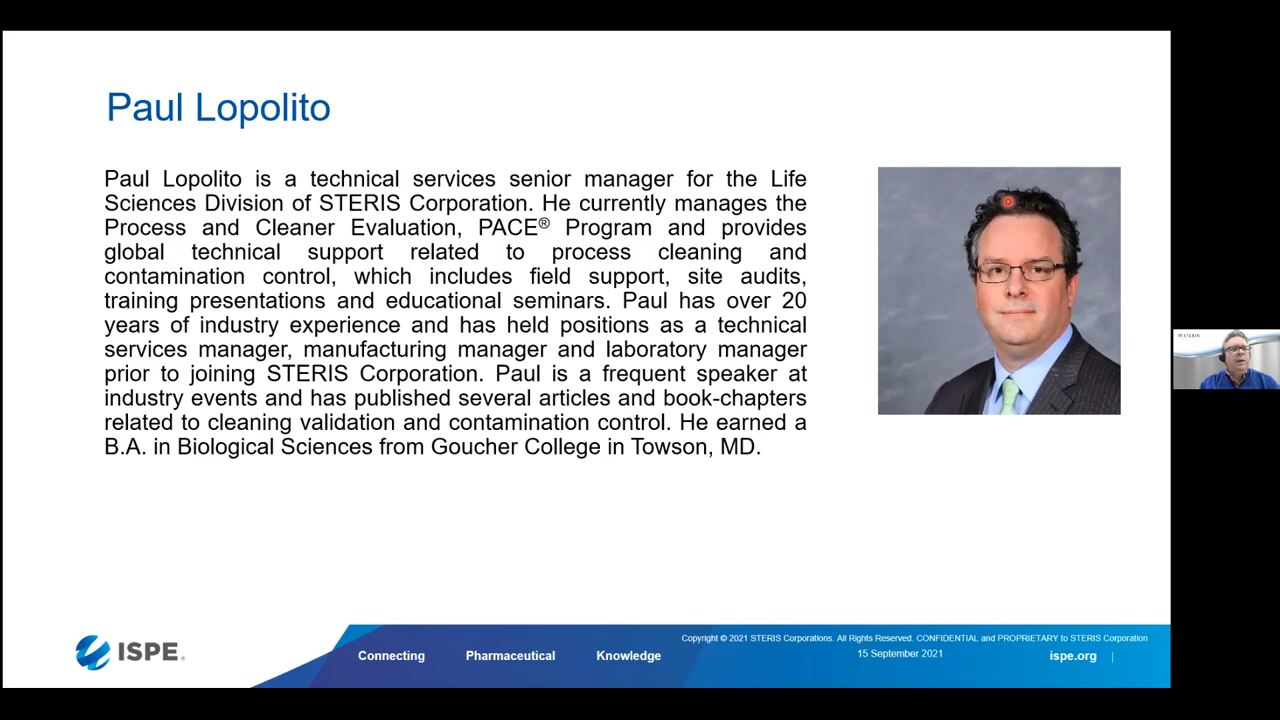 Paul Lopolito
Paul Lopolito is a technical services senior manager for the Life
Sciences Division of STERIS Corporation. He currently manages the
Process and Cleaner Evaluation, PACE® Program and provides
global technical support related to process cleaning and
contamination control, which includes field support, site audits,
training presentations and educational seminars. Paul has over 20
years of industry experience and has held positions as a technical
services manager, manufacturing manager and laboratory manager
prior to joining STERIS Corporation. Paul is a frequent speaker at
industry events and has published several articles and book-chapters
related to cleaning validation and contamination control. He earned a
B.A. in Biological Sciences from Goucher College in Towson, MD.
STERIS
ISPE®
Connecting Pharmaceutical Knowledge
Copyright © 2021 STERIS Corporations. All Rights Reserved. CONFIDENTIAL and PROPRIETARY to STERIS Corporation
15 September 2021
ispe.org |